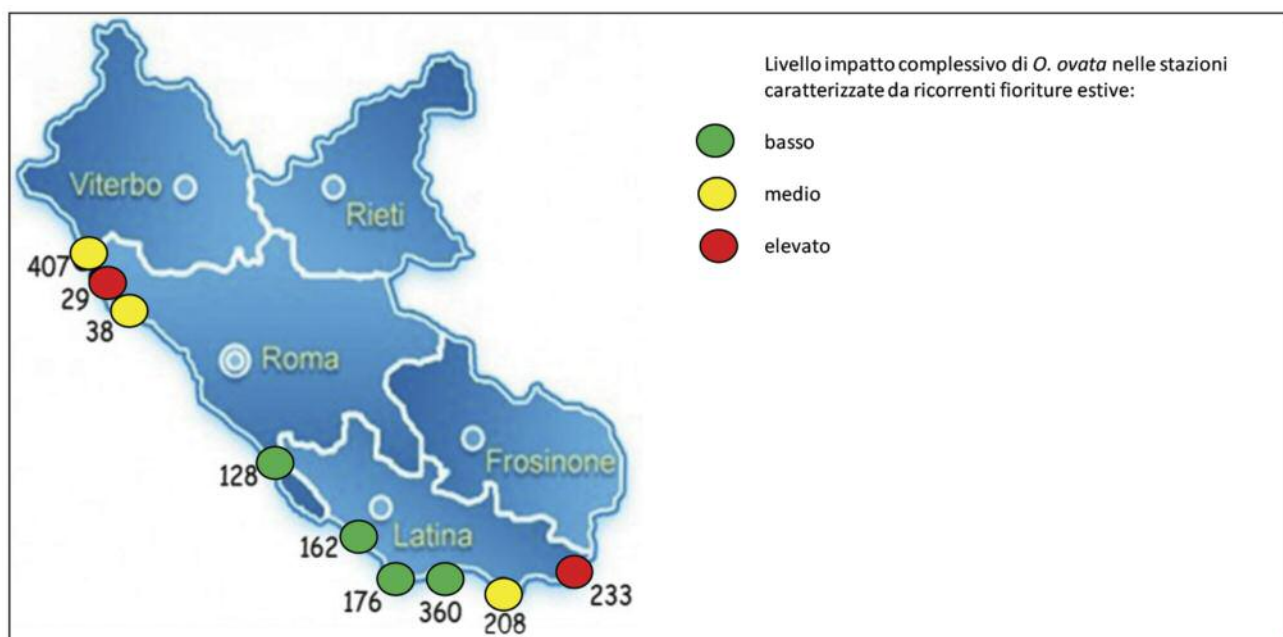 Livello impatto complessivo di O. ovata nelle stazioni
caratterizzate da ricorrenti fioriture estive:
basso
medio
elevato
Viterbo
Rieti
407
29
38
Roma
128
Frosinone
162
Latina
176
360
208
233